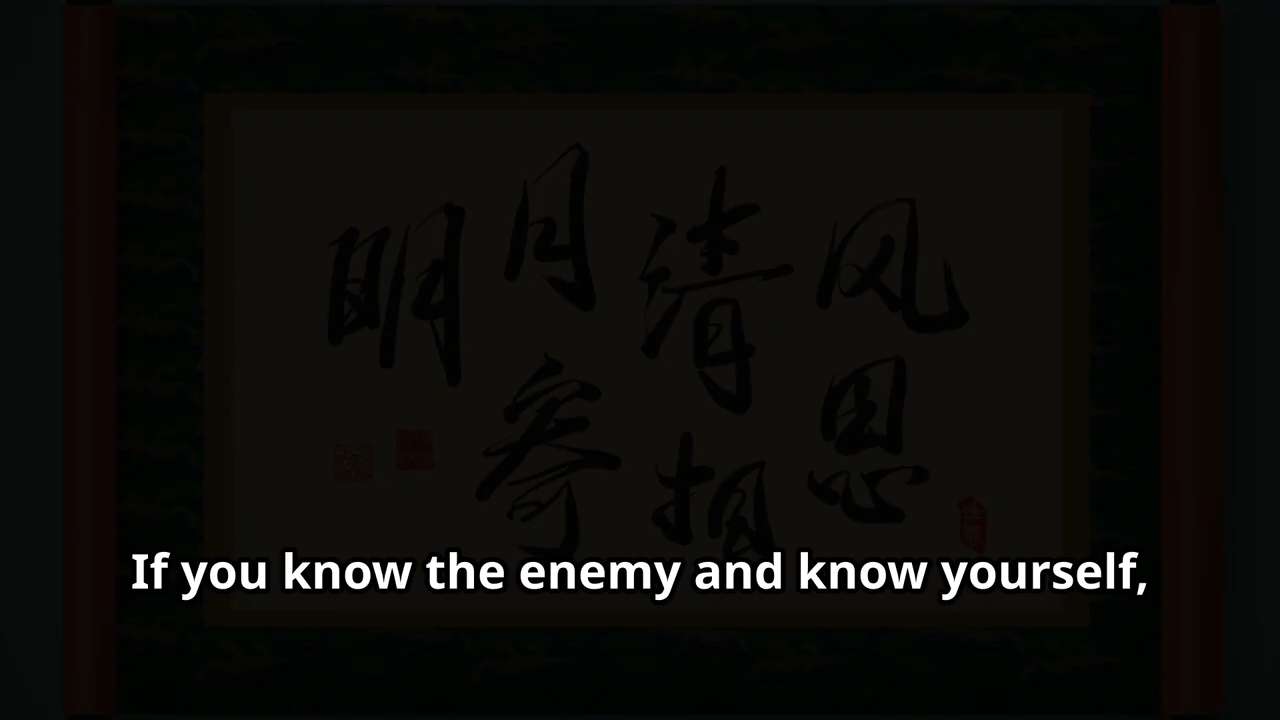 明月清风
寄相思
If you know the enemy and know yourself,